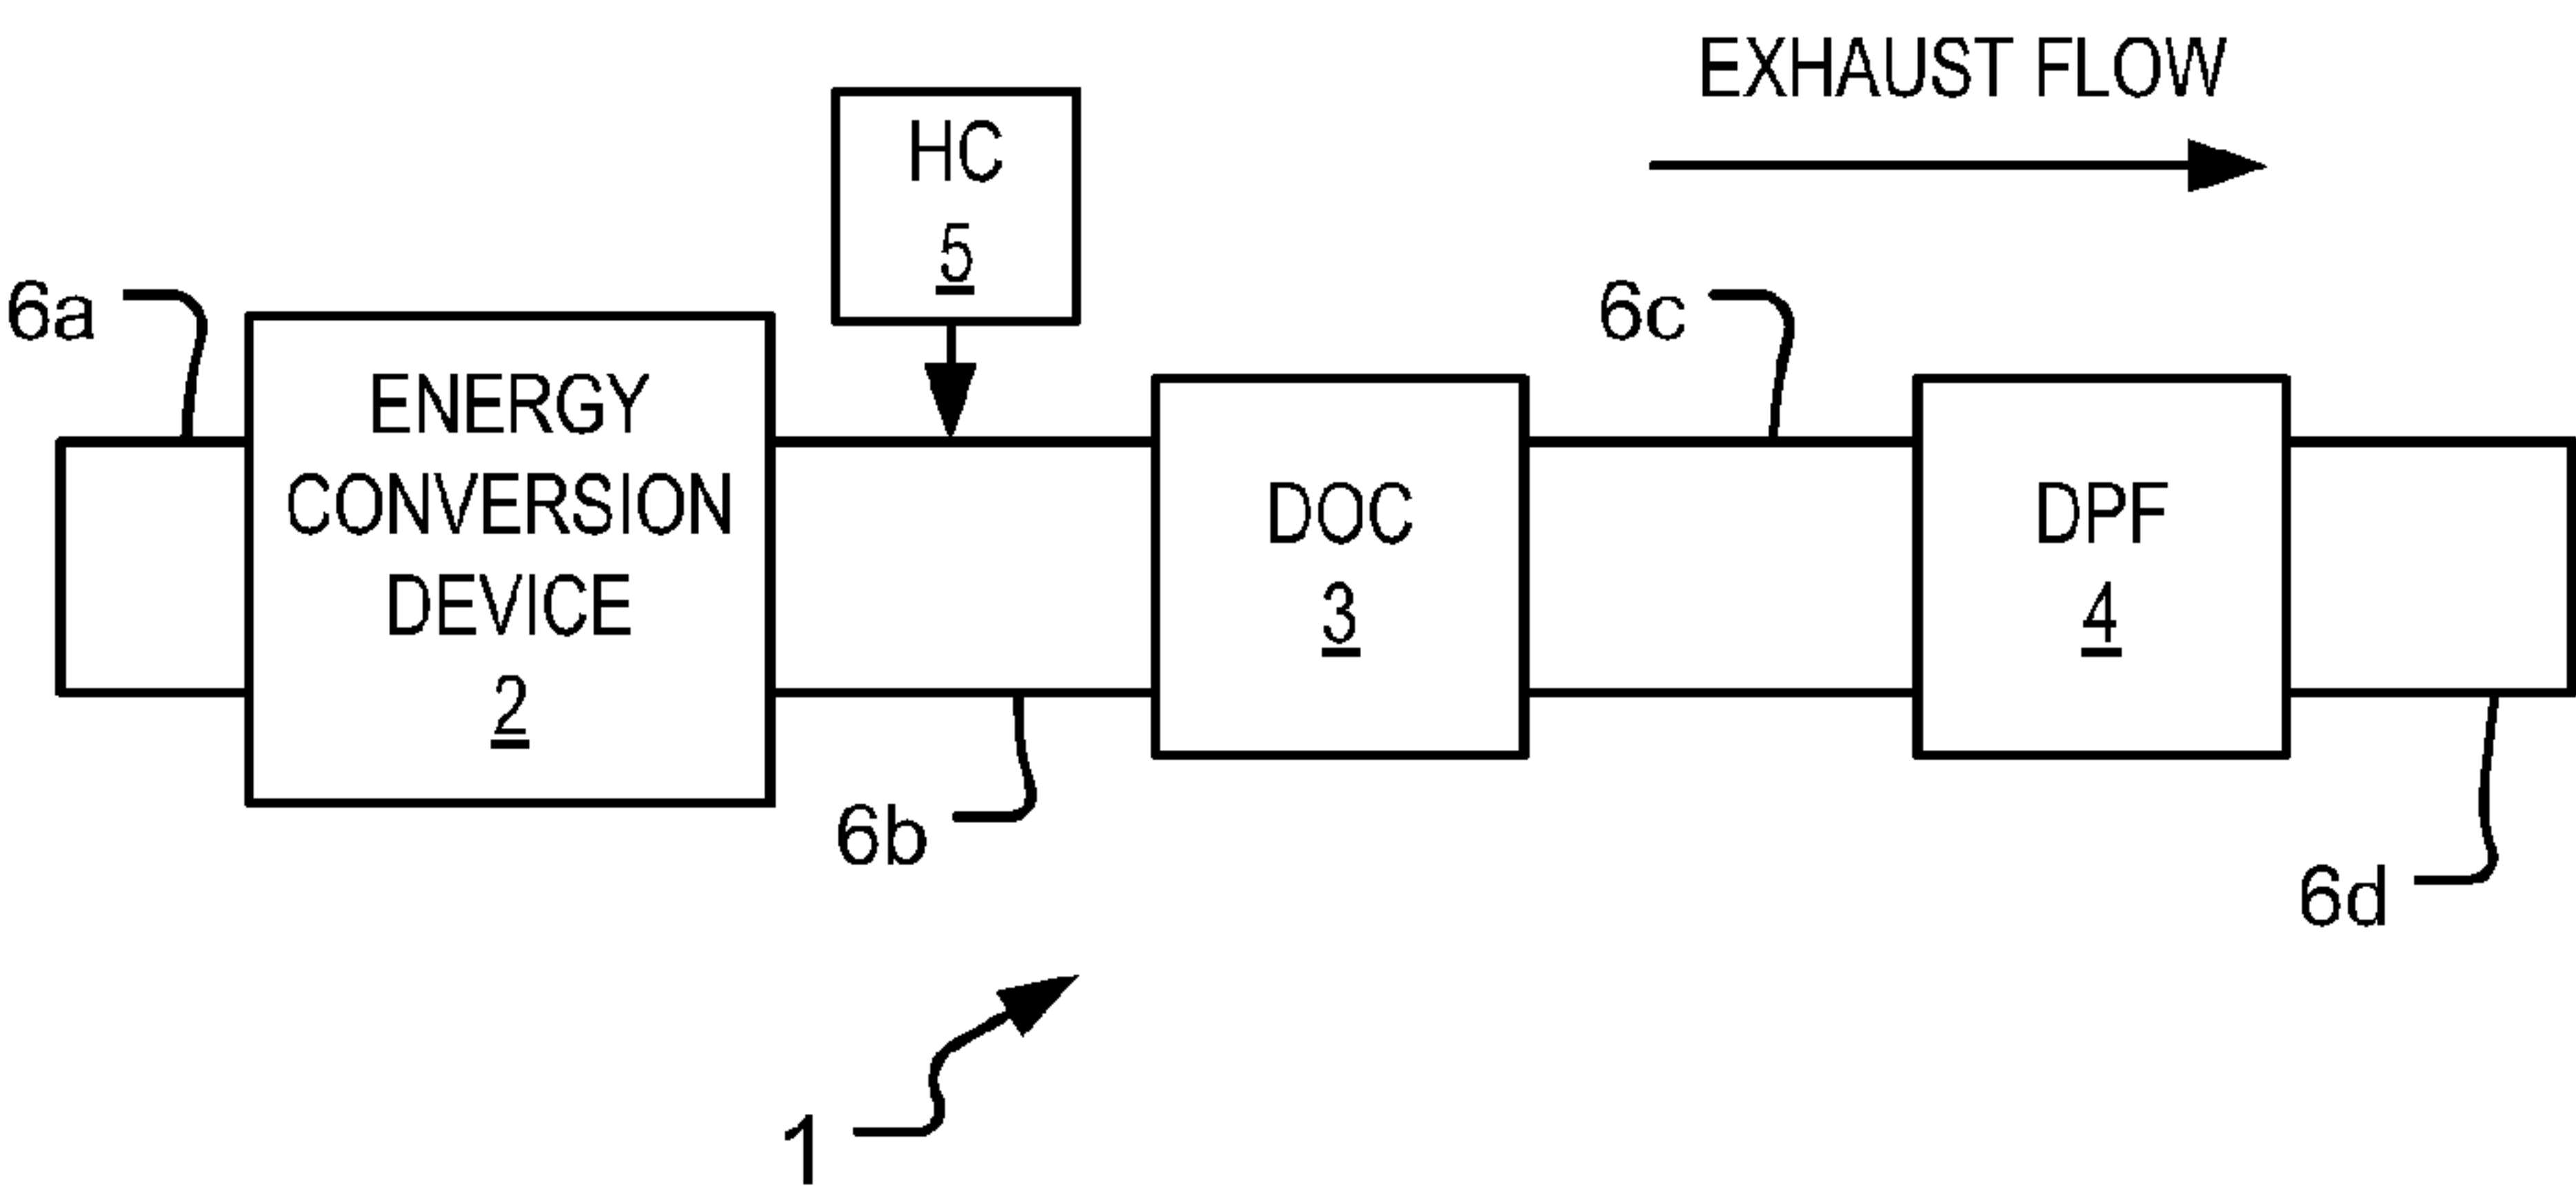 EXHAUST FLOW
HC
5
6a
6c
ENERGY
CONVERSION
DEVICE
2
DOC
3
DPF
4
6b
6d
1